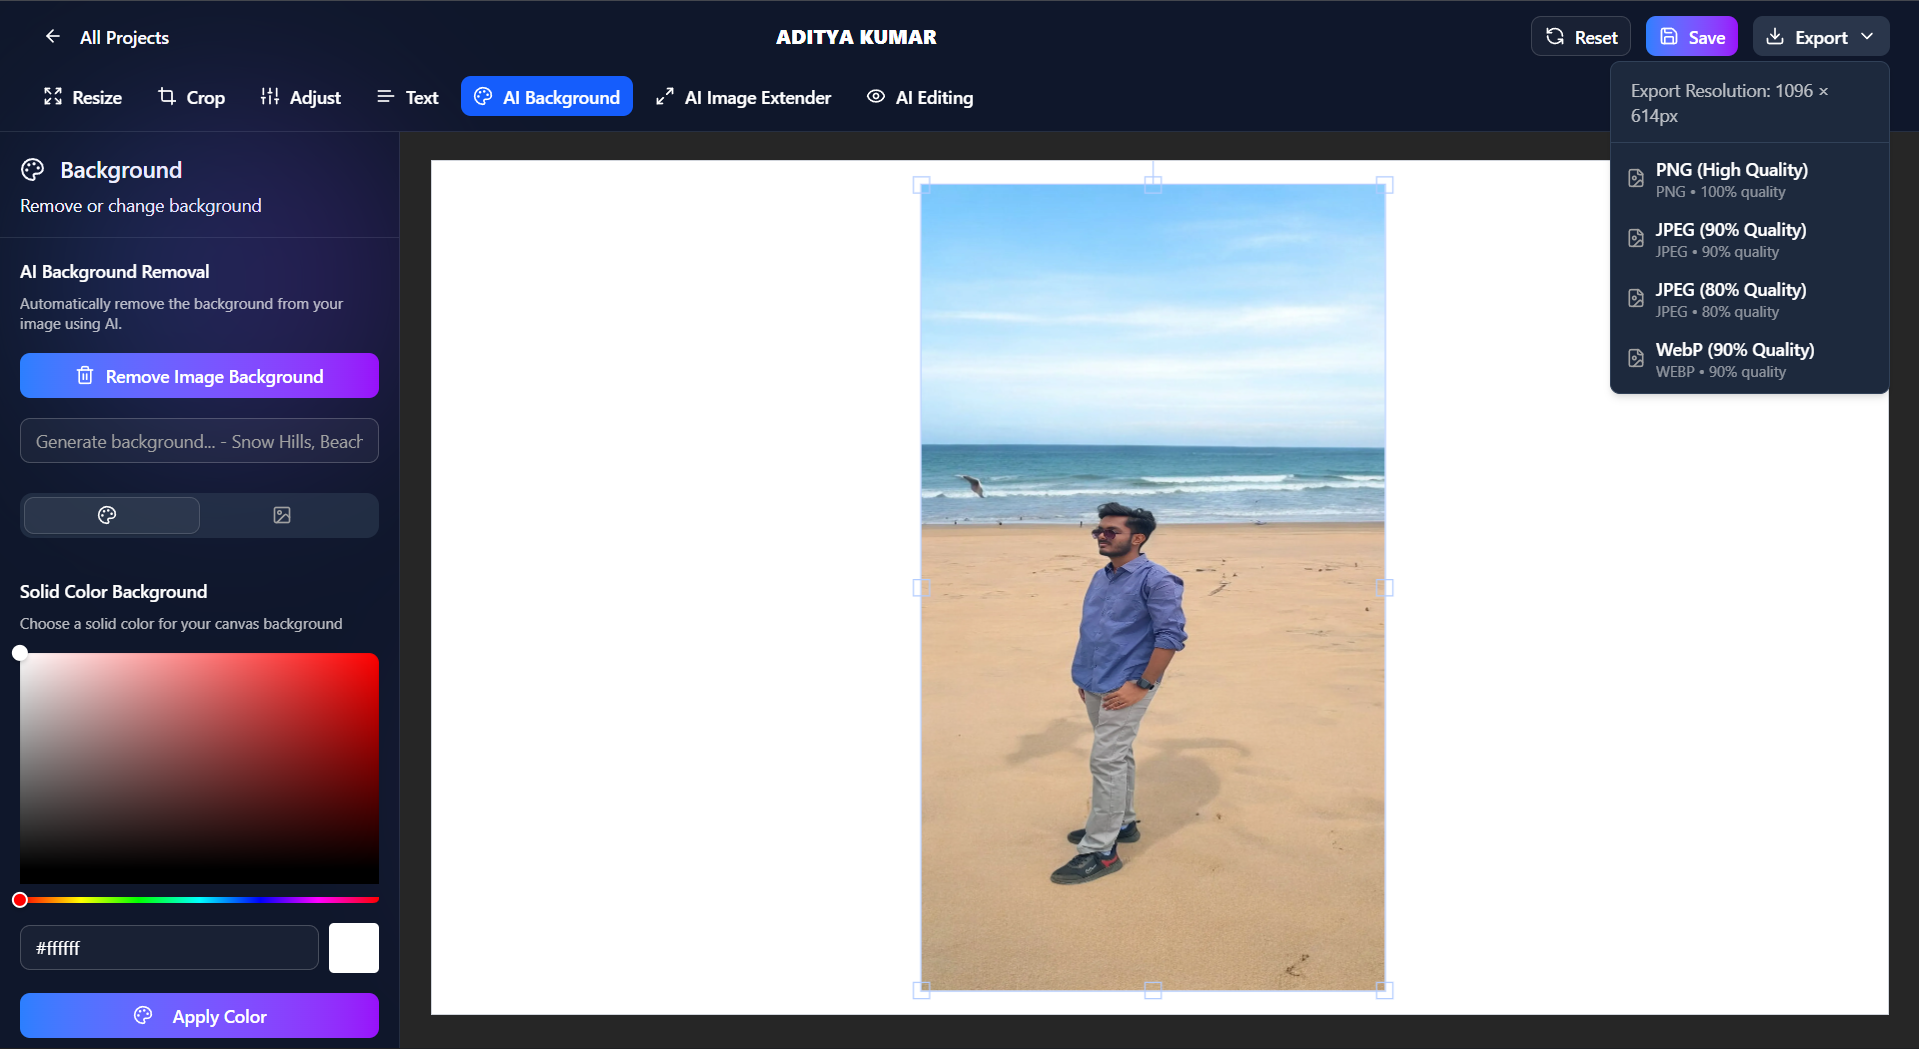 All Projects
ADITYA KUMAR
Reset
Save
Export
Resize
Crop
Adjust
Text
AI Background
AI Image Extender
AI Editing
Export Resolution: 1096 ×
614px
PNG (High Quality)
PNG • 100% quality
JPEG (90% Quality)
JPEG • 90% quality
JPEG (80% Quality)
JPEG • 80% quality
WebP (90% Quality)
WEBP • 90% quality
Background
Remove or change background
AI Background Removal
Automatically remove the background from your
image using AI.
Remove Image Background
Generate background... - Snow Hills, Beach
Solid Color Background
Choose a solid color for your canvas background
#ffffff
Apply Color